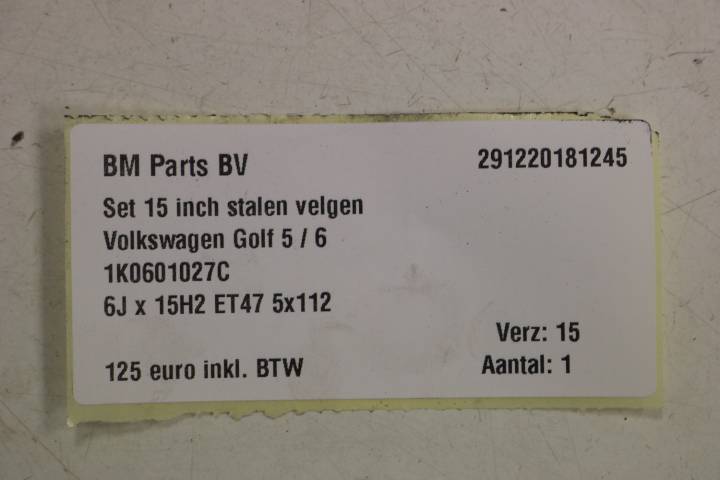 BM Parts BV 291220181245
Set 15 inch stalen velgen
Volkswagen Golf 5 / 6
1K0601027C
6J x 15H2 ET47 5x112
Verz: 15
125 euro inkl. BTW Aantal: 1